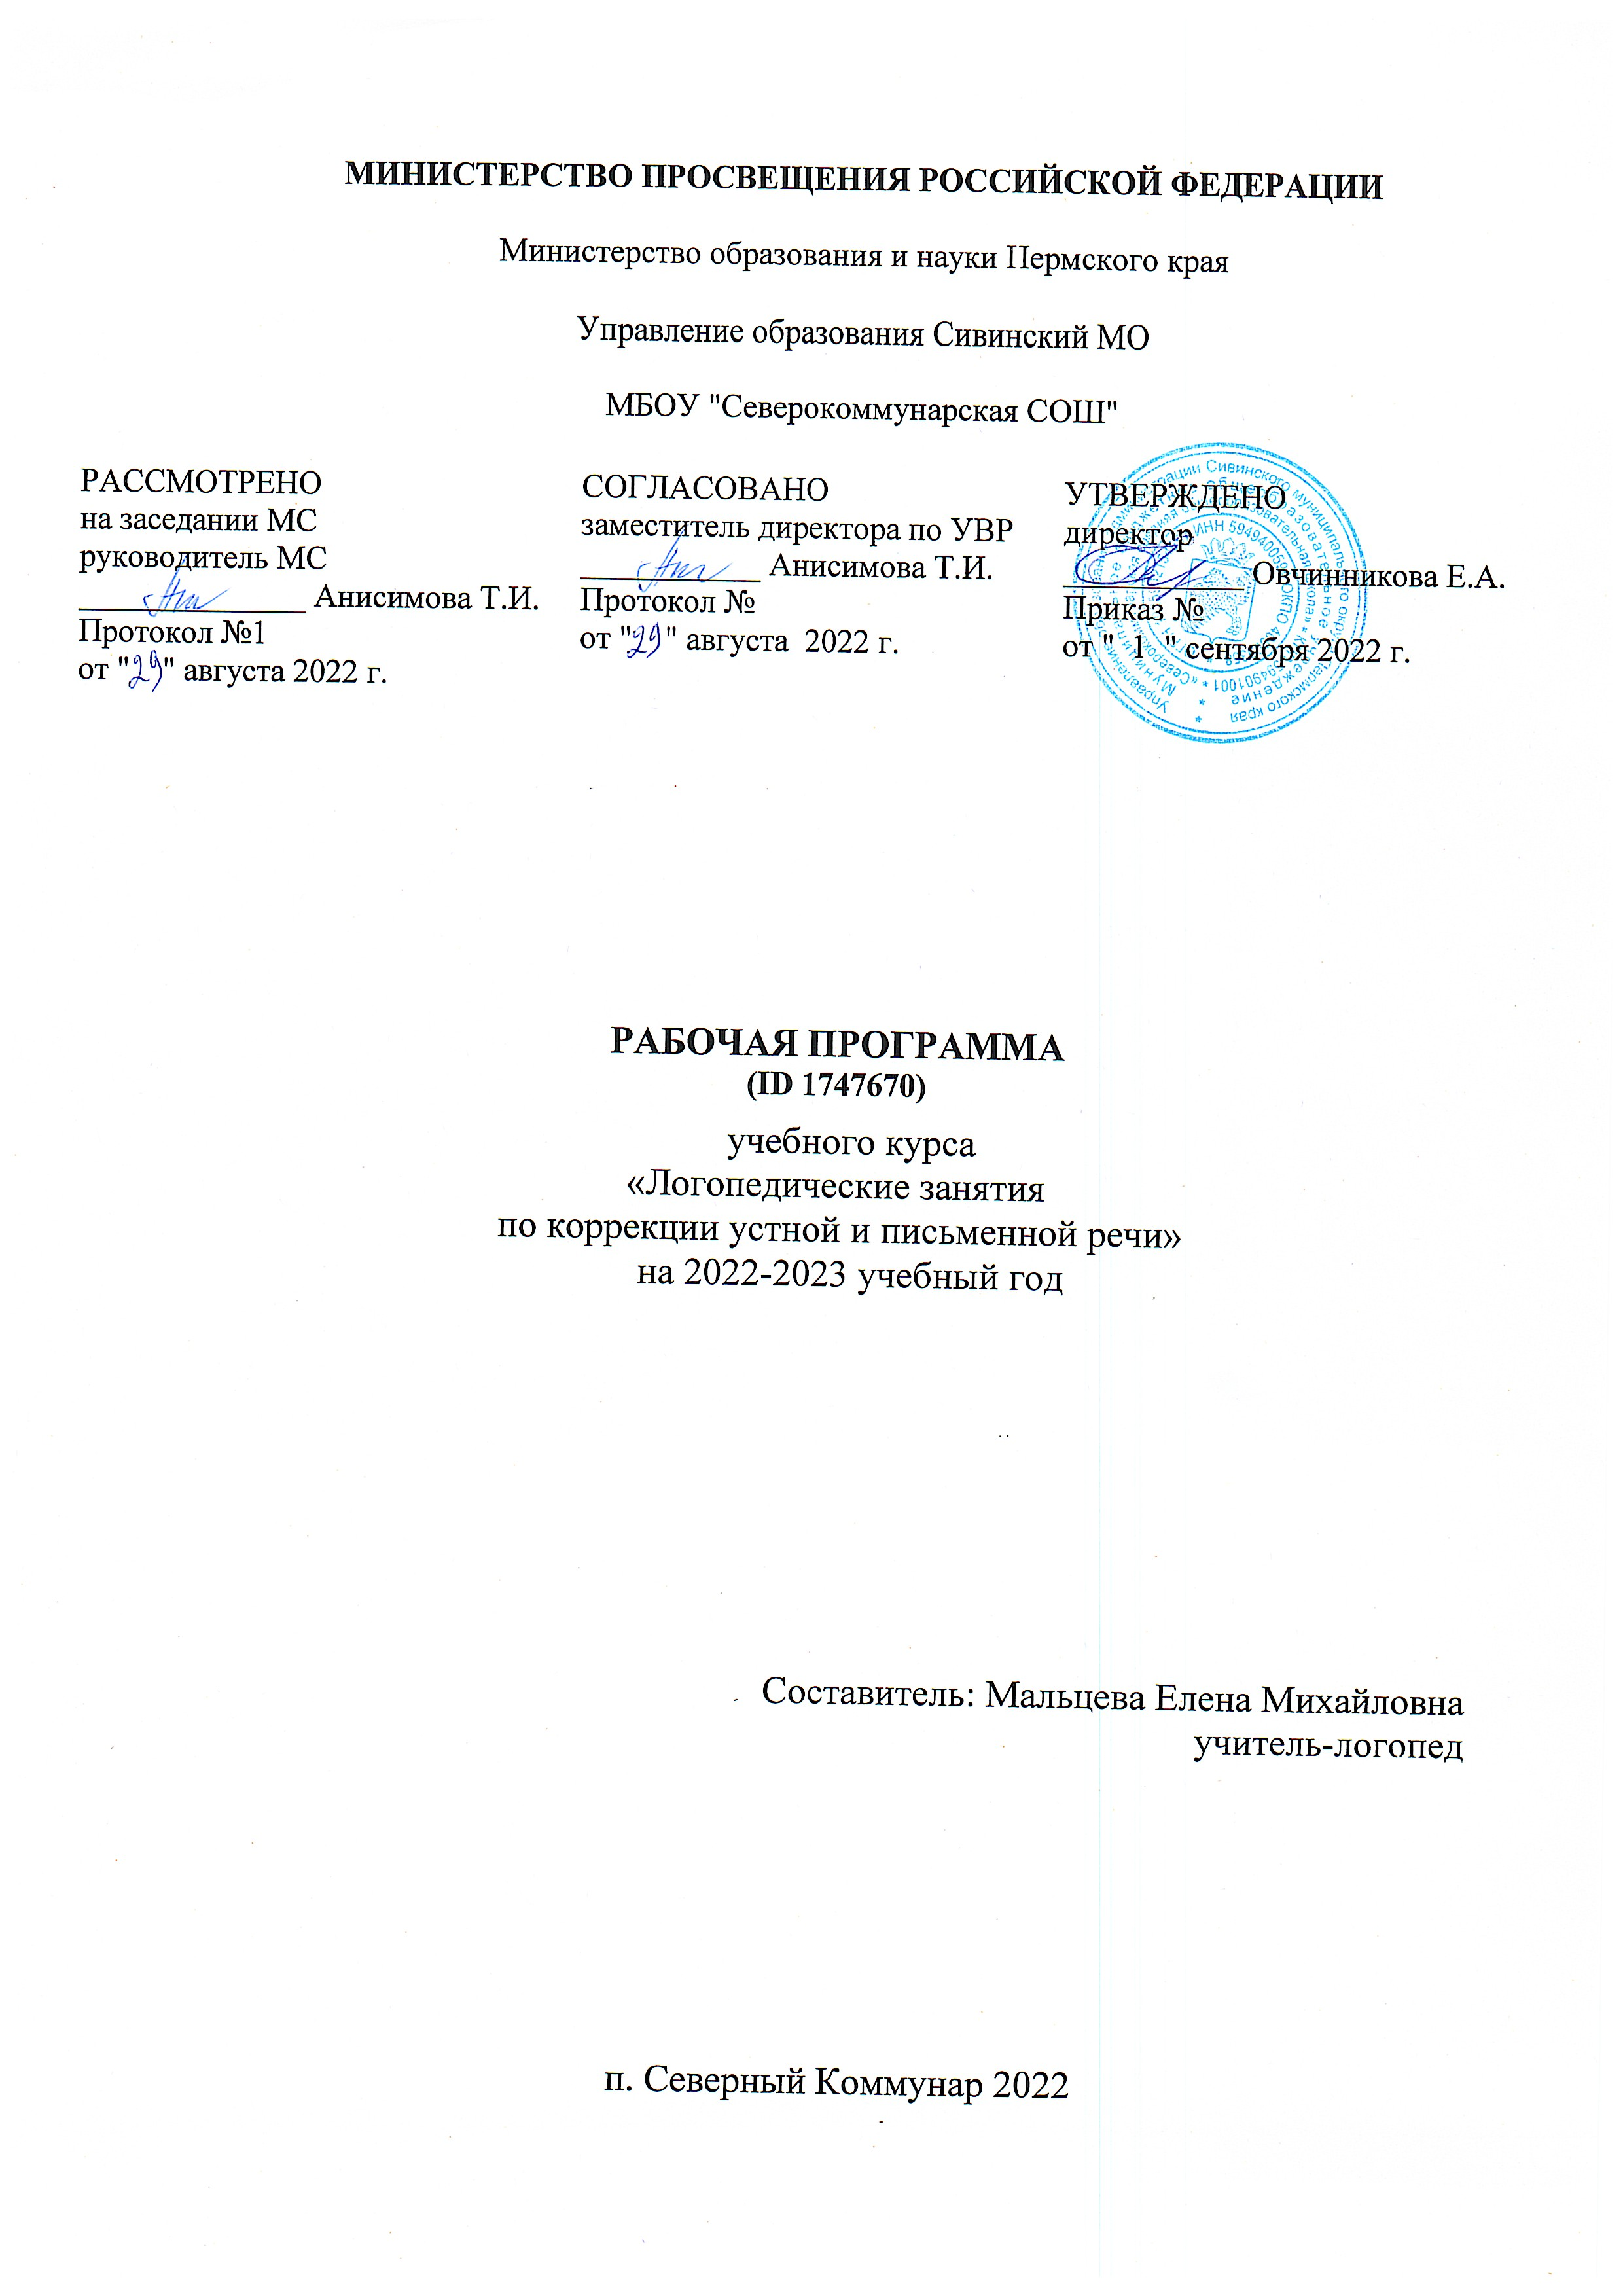 МИНИСТЕРСТВО ПРОСВЕЩЕНИЯ РОССИЙСКОЙ ФЕДЕРАЦИИ
Министерство образования и науки Пермского края
Управление образования Сивинский МО
МБОУ "Северокоммунарская СОШ"
РАССМОТРЕНО
на заседании МС
руководитель МС
______________ Анисимова Т.И.
Протокол №1
от "29" августа 2022 г.
СОГЛАСОВАНО
заместитель директора по УВР
___________ Анисимова Т.И.
Протокол №
от "29" августа 2022 г.
УТВЕРЖДЕНО
директор
___________ Овчинникова Е.А.
Приказ №
от " 1 " сентября 2022 г.
РАБОЧАЯ ПРОГРАММА
(ID 1747670)
учебного курса
«Логопедические занятия
по коррекции устной и письменной речи»
на 2022-2023 учебный год
Составитель: Мальцева Елена Михайловна
учитель-логопед
п. Северный Коммунар 2022